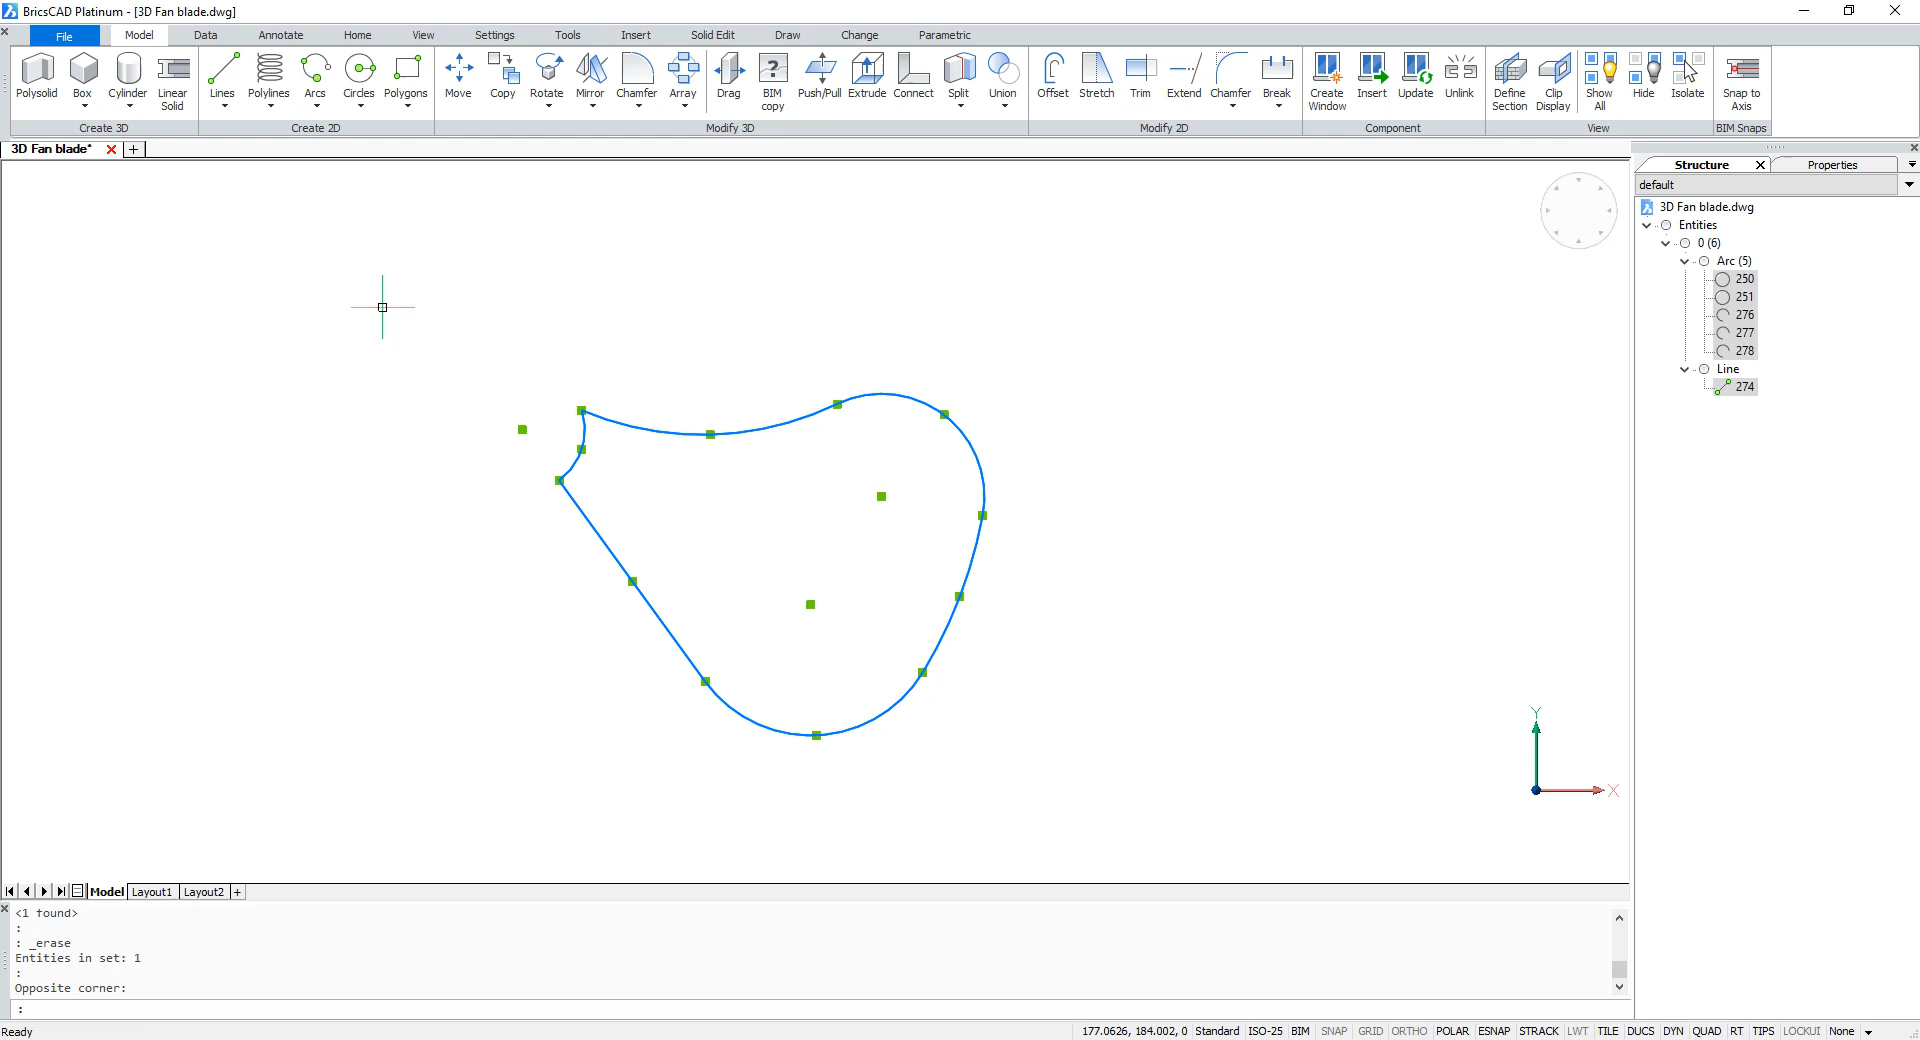 BricsCAD Platinum - [3D Fan blade.dwg]
File Model Data Annotate Home View Settings Tools Insert Solid Edit Draw Change Parametric
Polysolid Box Cylinder Linear Solid Lines Polylines Arcs Circles Polygons Move Copy Rotate Mirror Chamfer Array Drag BIM copy Push/Pull Extrude Connect Split Union Offset Stretch Trim Extend Chamfer Break Create Window Insert Update Unlink Define Section Clip Display Show All Hide Isolate Snap to Axis
Create 3D Create 2D Modify 3D Modify 2D Component View BIM Snaps
3D Fan blade*
Structure Properties
default
3D Fan blade.dwg
Entities
0 (6)
Arc (5)
250
251
276
277
278
Line
274
Y
X
Model Layout1 Layout2 +
<1 found>
:
: _erase
Entities in set: 1
:
Opposite corner:
:
Ready 177.0626, 184.002, 0 Standard ISO-25 BIM SNAP GRID ORTHO POLAR ESNAP STRACK LWT TILE DUCS DYN QUAD RT TIPS LOCKUI None